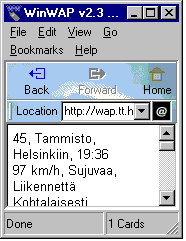 WinWAP v2.3 ...
File Edit View Go
Bookmarks Help
Back Forward Home
Location http://wap.tt.h @
45, Tammisto,
Helsinkiin, 19:36
97 km/h, Sujuvaa,
Liikennettä
Kohtalaisesti
Done 1 Cards